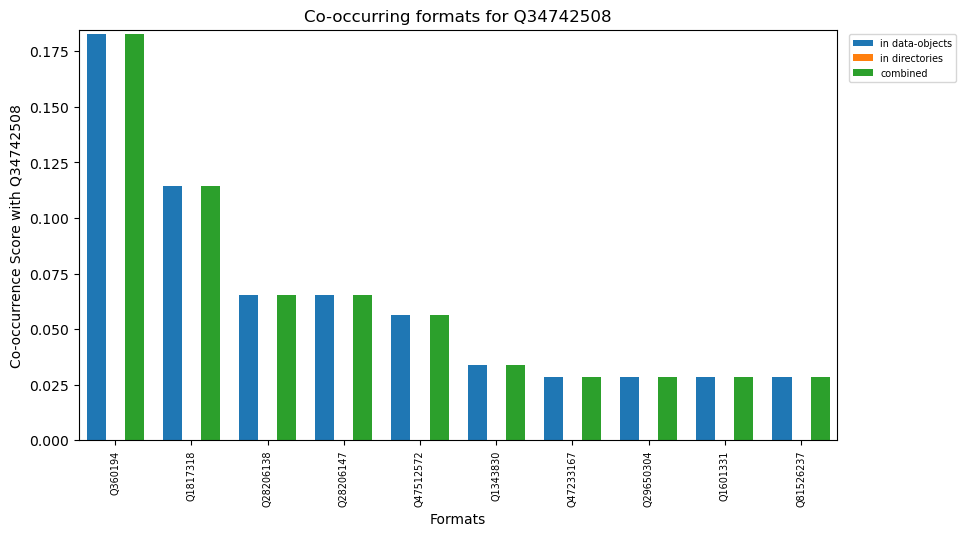 Co-occurring formats for Q34742508
Co-occurrence Score with Q34742508
0.175
0.150
0.125
0.100
0.075
0.050
0.025
0.000
Q360194
Q1817318
Q28206138
Q28206147
Q47512572
Q1343830
Q47233167
Q29650304
Q1601331
Q81526237
Formats
in data-objects
in directories
combined